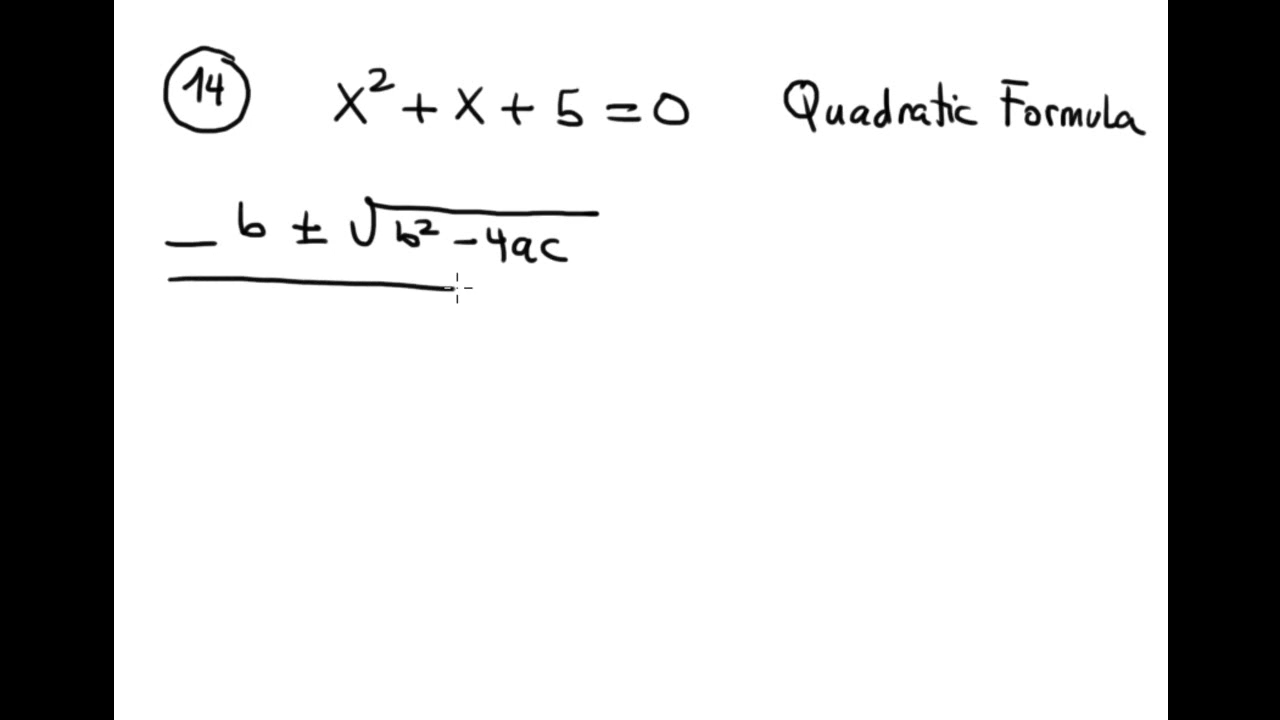 14 x² + x + 5 = 0 Quadratic Formula
− b ± √b² − 4ac